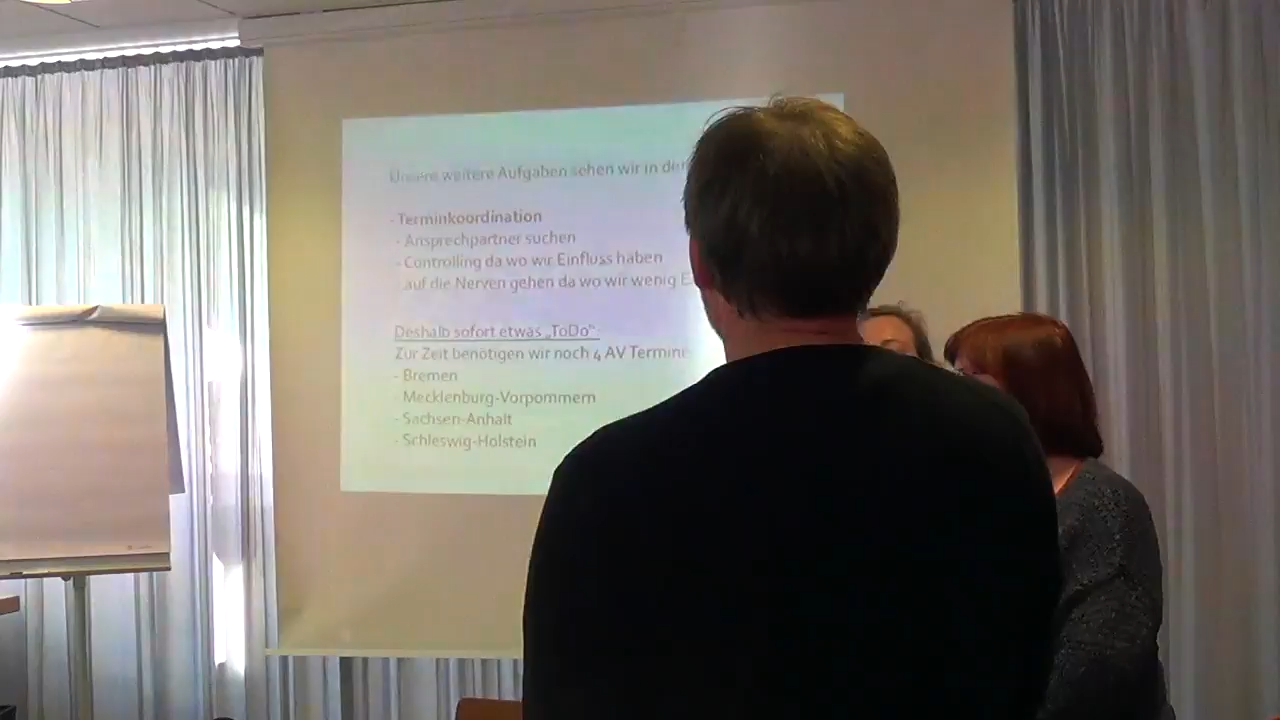 Unsere weitere Aufgaben sehen wir in der
- Terminkoordination
- Ansprechpartner suchen
- Controlling da wo wir Einfluss haben
auf die Nerven gehen da wo wir wenig E
Deshalb sofort etwas „ToDo“:
Zur Zeit benötigen wir noch 4 AV Termine
- Bremen
Mecklenburg-Vorpommern
- Sachsen-Anhalt
- Schleswig-Holstein